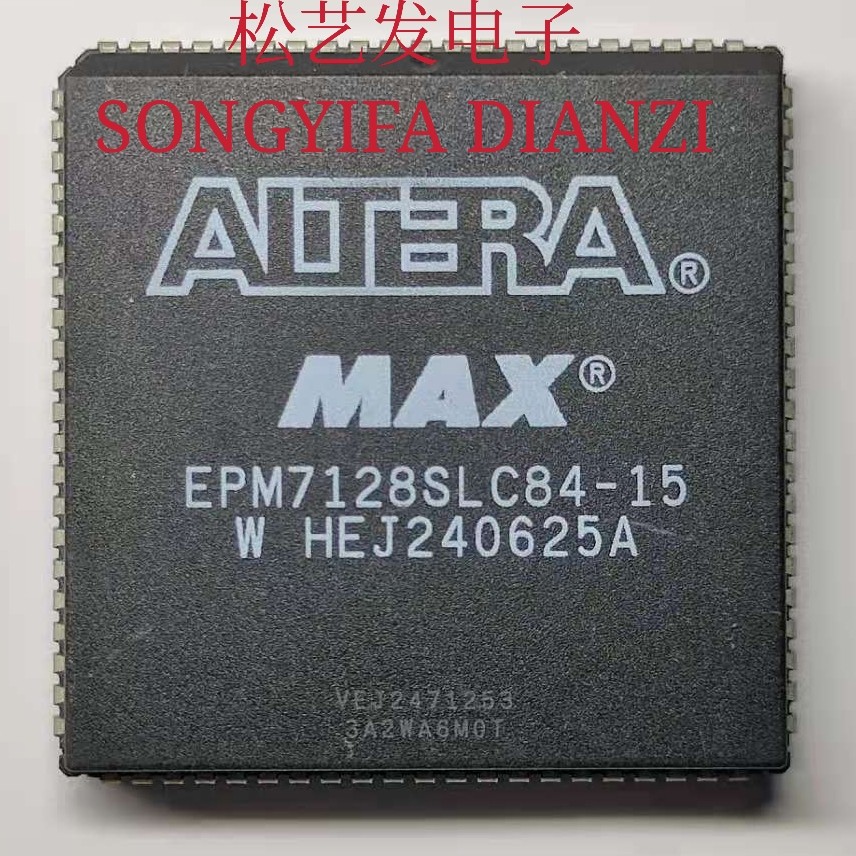 松艺发电子
SONGYIFA DIANZI
ALTERA®
MAX®
EPM7128SLC84-15
W HEJ240625A
VEJ2471253
3A2WA6M0T